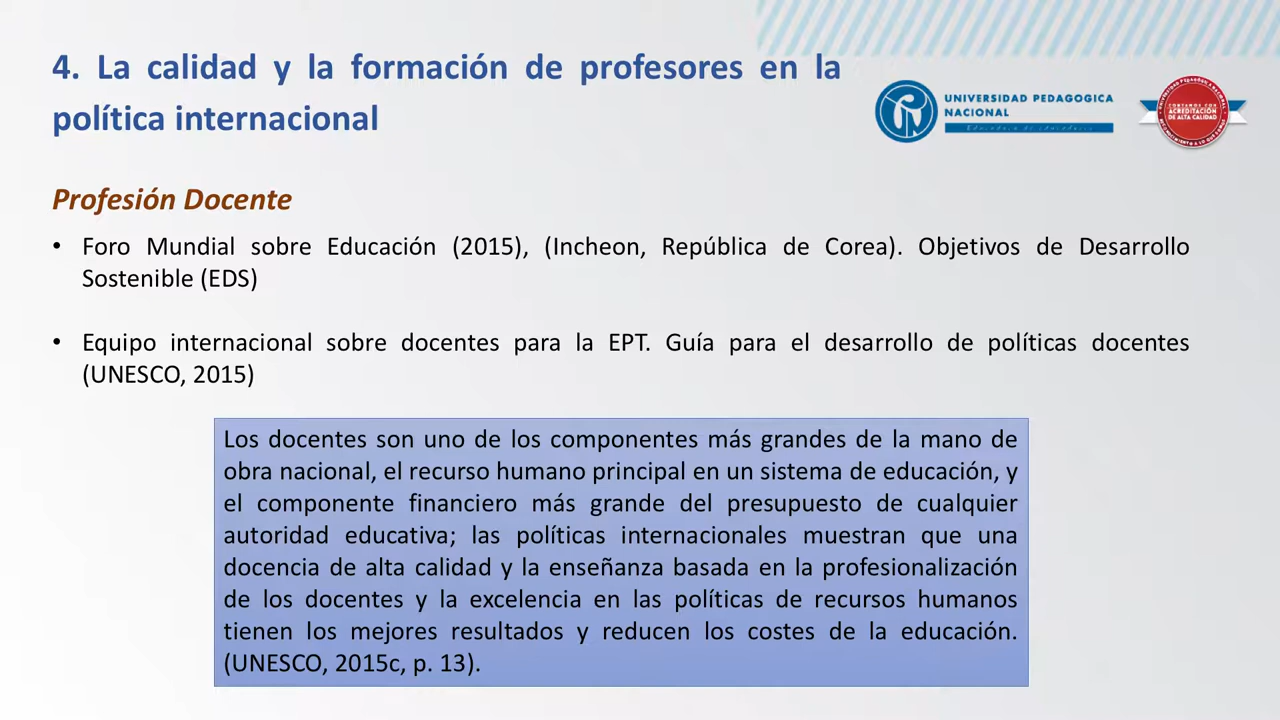 4. La calidad y la formación de profesores en la
política internacional
UNIVERSIDAD PEDAGOGICA
NACIONAL
Educadora de educadores
CONTAMOS CON
ACREDITACIÓN
DE ALTA CALIDAD
Profesión Docente
• Foro Mundial sobre Educación (2015), (Incheon, República de Corea). Objetivos de Desarrollo
Sostenible (EDS)
• Equipo internacional sobre docentes para la EPT. Guía para el desarrollo de políticas docentes
(UNESCO, 2015)
Los docentes son uno de los componentes más grandes de la mano de
obra nacional, el recurso humano principal en un sistema de educación, y
el componente financiero más grande del presupuesto de cualquier
autoridad educativa; las políticas internacionales muestran que una
docencia de alta calidad y la enseñanza basada en la profesionalización
de los docentes y la excelencia en las políticas de recursos humanos
tienen los mejores resultados y reducen los costes de la educación.
(UNESCO, 2015c, p. 13).